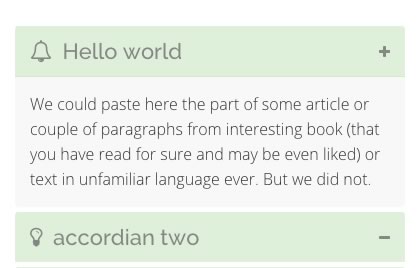 Hello world
We could paste here the part of some article or
couple of paragraphs from interesting book (that
you have read for sure and may be even liked) or
text in unfamiliar language ever. But we did not.
accordian two